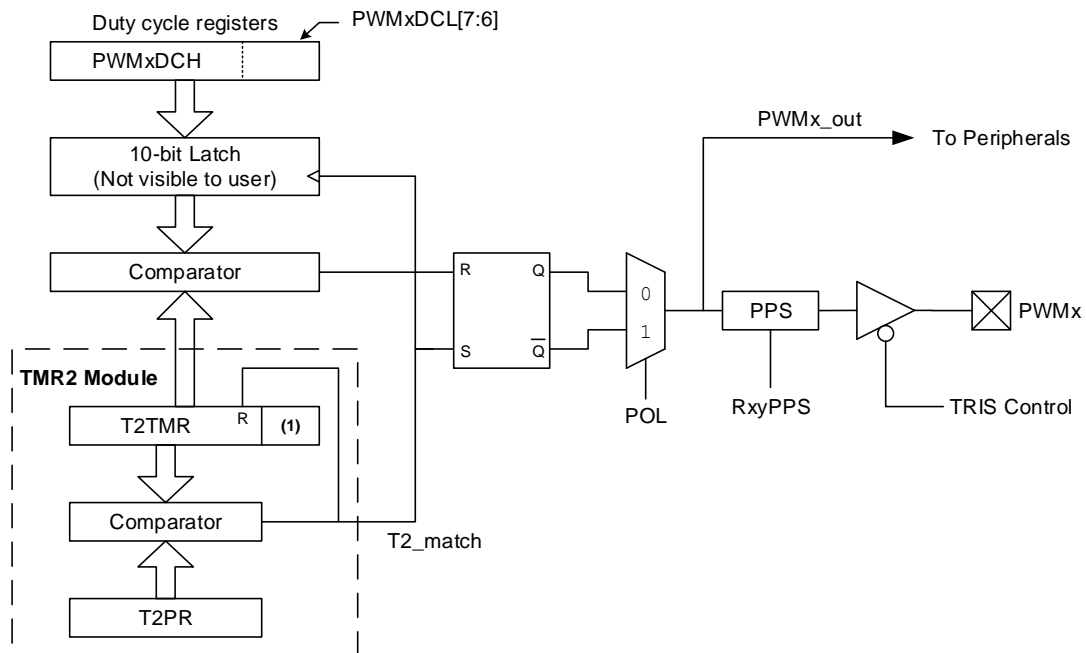 Duty cycle registers
PWMxDCL[7:6]
PWMxDCH
10-bit Latch
(Not visible to user)
Comparator
R
Q
S
Q̅
0
1
POL
PWMx_out
To Peripherals
PPS
RxyPPS
PWMx
TRIS Control
TMR2 Module
T2TMR
R
(1)
Comparator
T2_match
T2PR